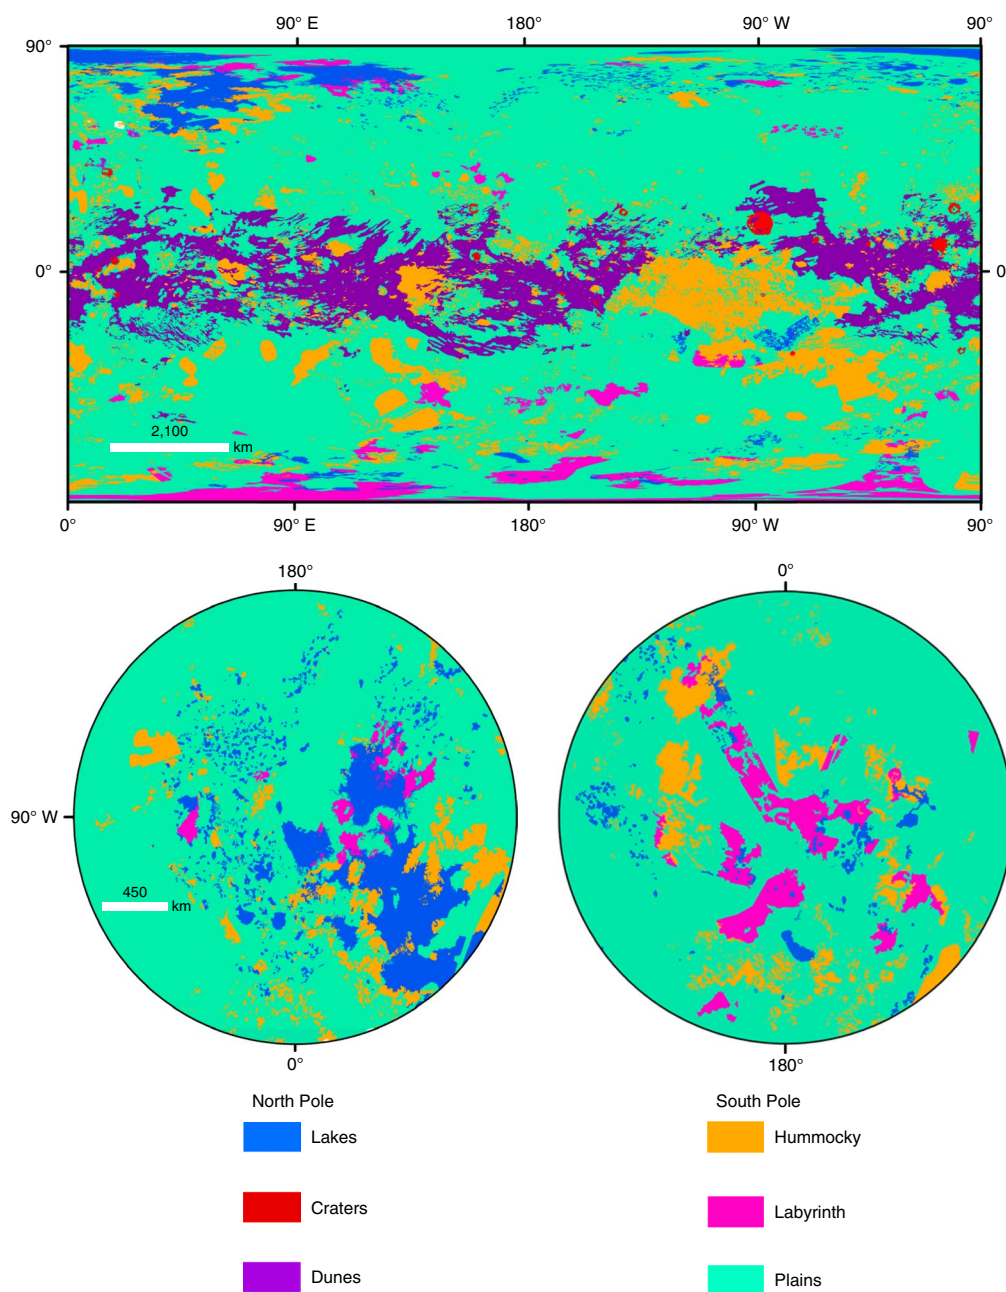 90° E 180° 90° W 90°
90°
0° 0
2,100
km
0° 90° E 180° 90° W 90°
180° 0°
90° W
450
km
0° 180°
North Pole South Pole
Lakes Hummocky
Craters Labyrinth
Dunes Plains